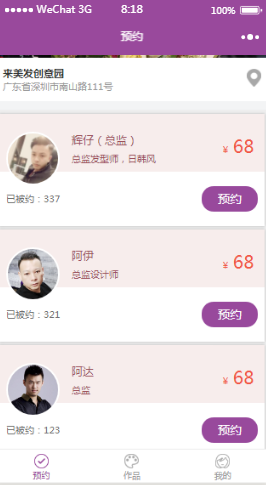 WeChat 3G 8:18 100%
预约
来美发创意园
广东省深圳市南山路111号
辉仔（总监）
¥ 68
总监发型师，日韩风
已被约：337
预约
阿伊
¥ 68
总监设计师
已被约：321
预约
阿达
¥ 68
总监
已被约：123
预约
预约 作品 我的